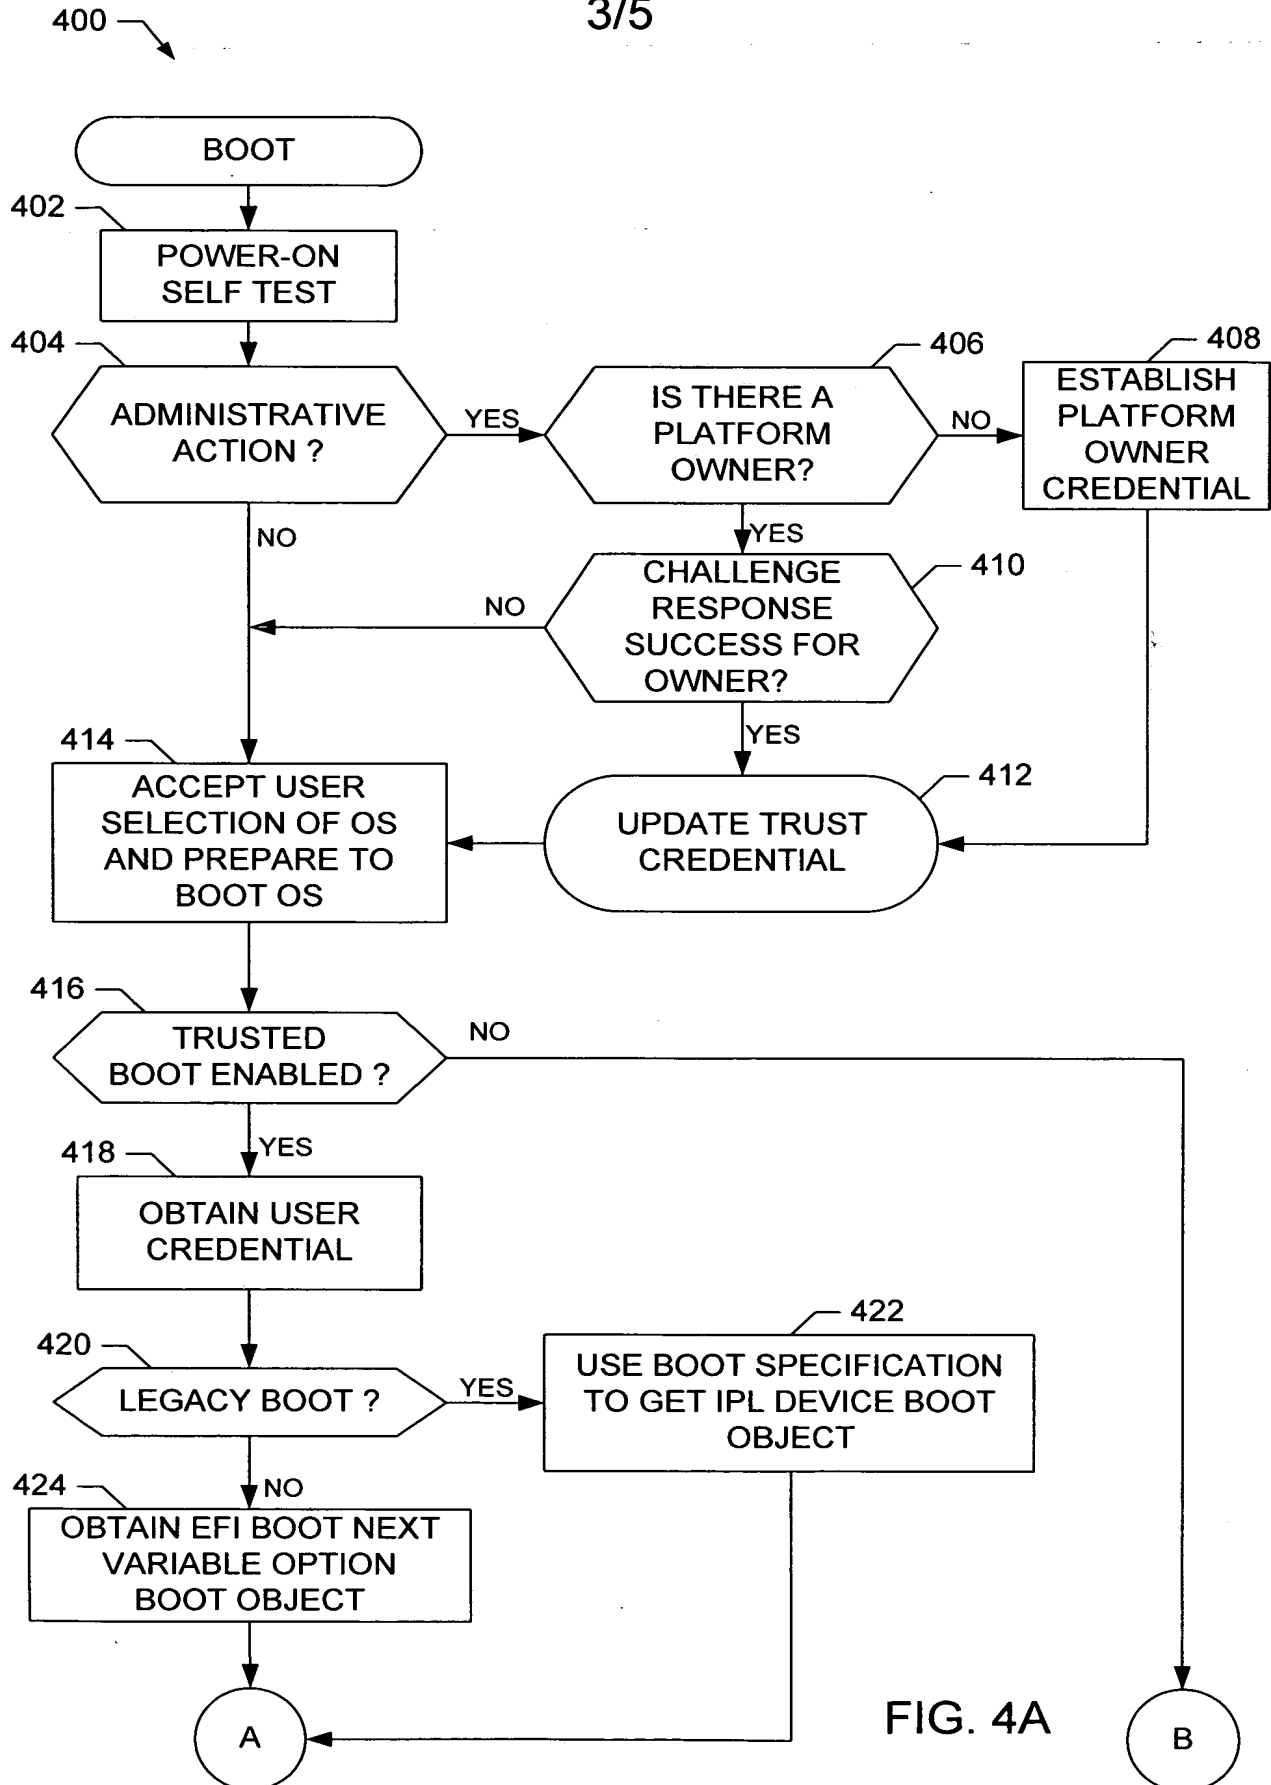 3/5
400
BOOT
402
POWER-ON
SELF TEST
404
ADMINISTRATIVE
ACTION ?
YES
406
IS THERE A
PLATFORM
OWNER?
NO
408
ESTABLISH
PLATFORM
OWNER
CREDENTIAL
NO
YES
410
CHALLENGE
RESPONSE
SUCCESS FOR
OWNER?
NO
YES
412
UPDATE TRUST
CREDENTIAL
414
ACCEPT USER
SELECTION OF OS
AND PREPARE TO
BOOT OS
416
TRUSTED
BOOT ENABLED ?
NO
YES
418
OBTAIN USER
CREDENTIAL
420
LEGACY BOOT ?
YES
422
USE BOOT SPECIFICATION
TO GET IPL DEVICE BOOT
OBJECT
NO
424
OBTAIN EFI BOOT NEXT
VARIABLE OPTION
BOOT OBJECT
A
FIG. 4A
B